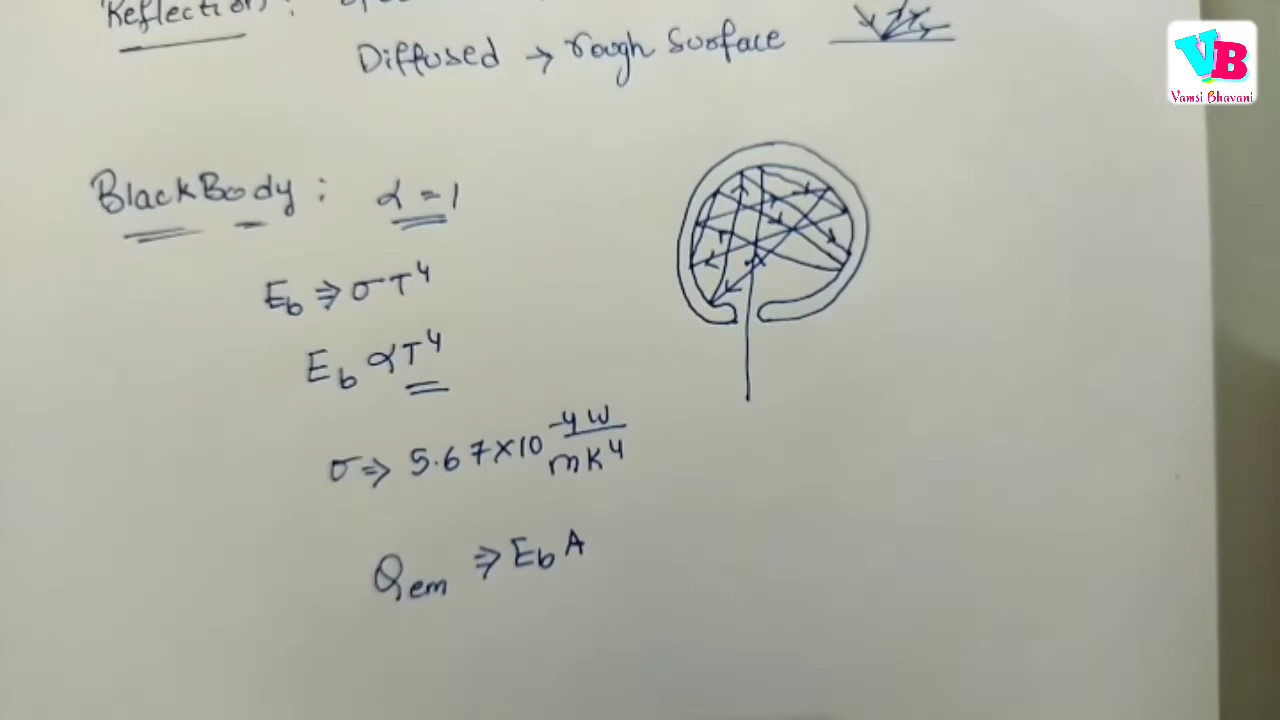 Reflection:
Diffused → rough Surface
VB
Vamsi Bhavani
BlackBody : α = 1
Eb ⇒ σT⁴
Eb α T⁴
σ ⇒ 5.67×10⁻⁴ W/mK⁴
Qem ⇒ Eb A